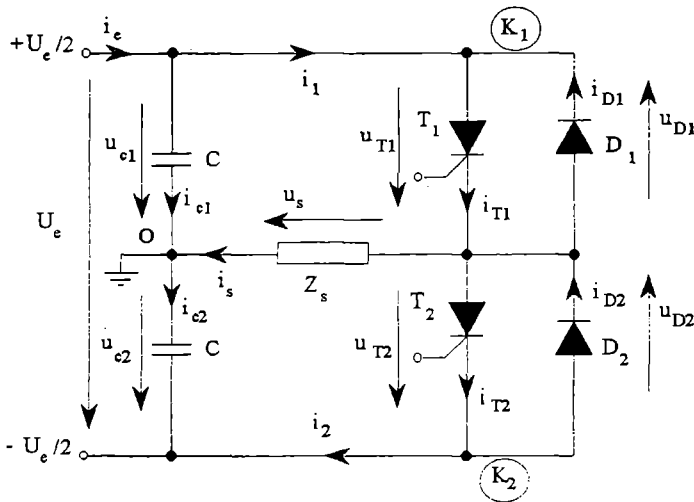 +U_e/2
i_e
i_1
K_1
u_c1
C
i_c1
u_T1
T_1
i_T1
i_D1
D_1
u_D1
U_e
O
u_s
i_s
Z_s
i_c2
u_c2
C
u_T2
T_2
i_T2
i_D2
D_2
u_D2
- U_e/2
i_2
K_2